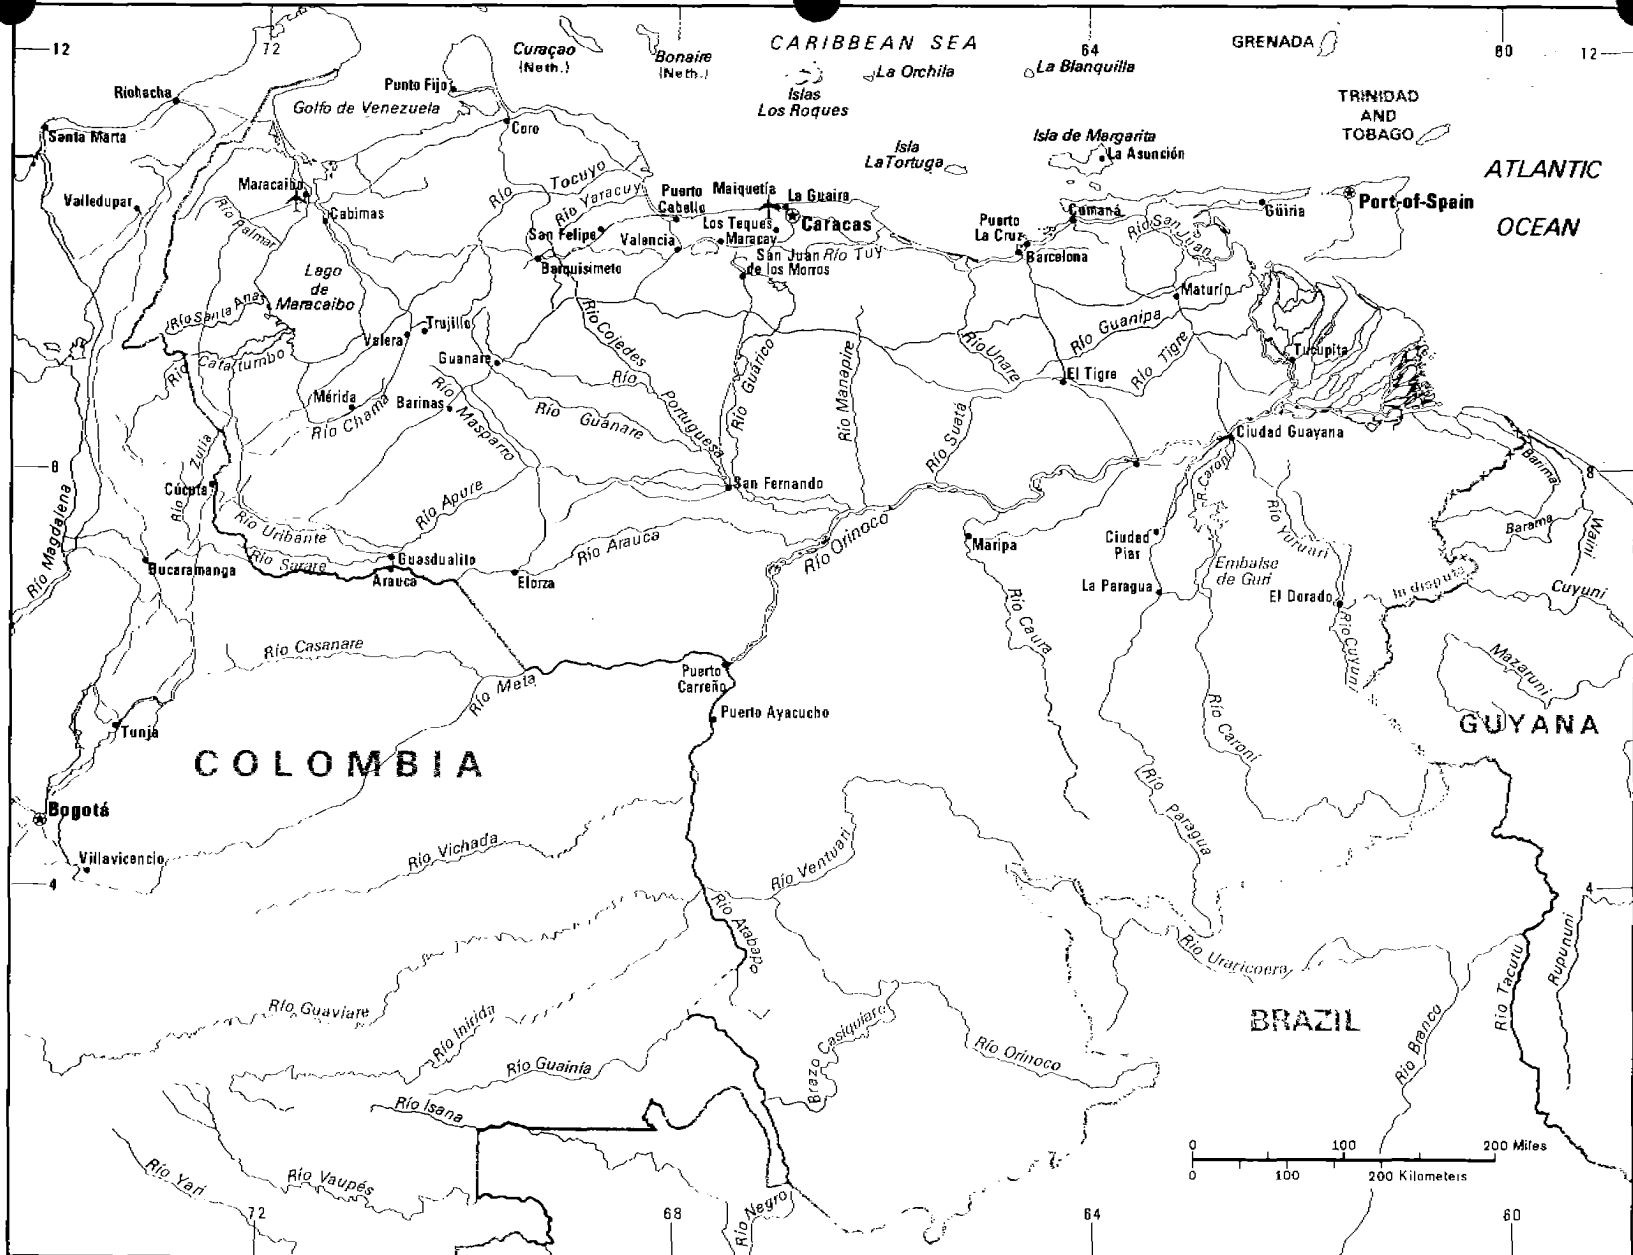 12
72
Curaçao
(Neth.)
Bonaire
(Neth.)
CARIBBEAN SEA
64
GRENADA
60
12
Punto Fijo
La Orchila
La Blanquilla
Riohacha
Golfo de Venezuela
Islas
Los Roques
TRINIDAD
AND
TOBAGO
Santa Marta
Coro
Isla
La Tortuga
Isla de Margarita
La Asunción
ATLANTIC
OCEAN
Maracaibo
Río Tocuyo
Río Yaracuy
Puerto
Cabello
Maiquetía
La Guaira
Valledupar
Río Palmar
Cabimas
Caracas
Puerto
La Cruz
Cumaná
Güiria
Port-of-Spain
San Felipe
Valencia
Los Teques
Maracay
Río San Juan
Barcelona
Barquisimeto
San Juan
de los Morros
Río Tuy
Lago
de
Maracaibo
Maturín
Río Santa Ana
Río Cojedes
Río Guanipa
Río Catatumbo
Valera
Trujillo
Guanare
Río Guárico
Río Manapire
Río Unare
Río Tigre
Tucupita
El Tigre
Mérida
Barinas
Río Chama
Río Masparro
Río Guanare
Río Portuguesa
Río Suatá
Ciudad Guayana
8
Río Zulia
Cúcuta
San Fernando
R. Caroní
Barima
8
Río Magdalena
Río Uribante
Río Apure
Río Sarare
Bucaramanga
Guasdualito
Arauca
Elorza
Río Arauca
Río Orinoco
Maripa
Ciudad
Piar
Río Yuruari
Barama
Waini
Embalse
de Guri
La Paragua
El Dorado
In dispute
Cuyuni
Río Caura
Río Cuyuni
Río Casanare
Río Meta
Puerto
Carreño
Mazaruni
Puerto Ayacucho
Río Caroní
GUYANA
Tunja
COLOMBIA
Río Paragua
Bogotá
Villavicencio
Río Vichada
Río Ventuari
4
4
Río Atabapo
Río Uraricoera
Río Tacutu
Rupununi
Río Guaviare
Río Inírida
Brazo Casiquiare
BRAZIL
Río Branco
Río Guainía
Río Orinoco
Río Isana
0 100 200 Miles
0 100 200 Kilometers
Río Yarí
Río Vaupés
Río Negro
72
68
64
60